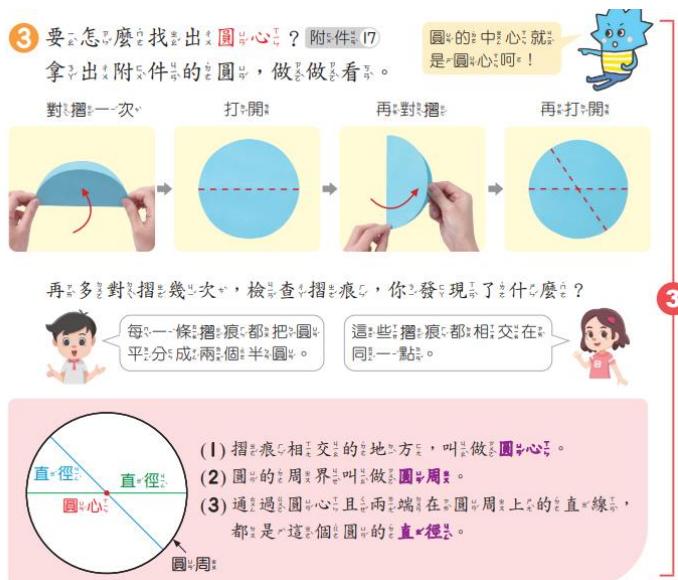 3 要怎麼找出圓心？ 附件 17
拿出附件的圓，做做看。
圓的中心就
是圓心呵！
對摺一次
打開
再對摺
再打開
再多對摺幾次，檢查摺痕，你發現了什麼？
每一條摺痕都把圓
平分成兩個半圓。
這些摺痕都相交在
同一點。
3
直徑
直徑
圓心
圓周
(1) 摺痕相交的地方，叫做圓心。
(2) 圓的周界叫做圓周。
(3) 通過圓心且兩端在圓周上的直線，
都是這個圓的直徑。